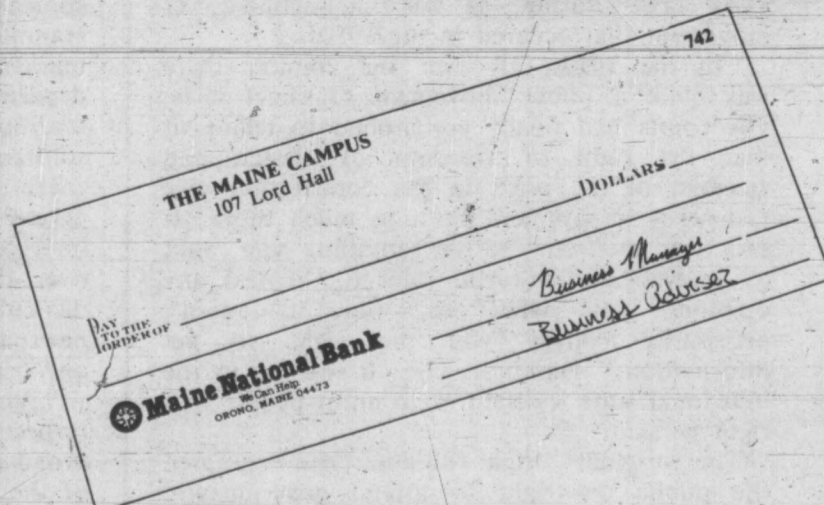 742
THE MAINE CAMPUS
107 Lord Hall
DOLLARS
PAY
TO THE
ORDER OF
Business Manager
Business Adviser
Maine National Bank
We Can Help
ORONO, MAINE 04473